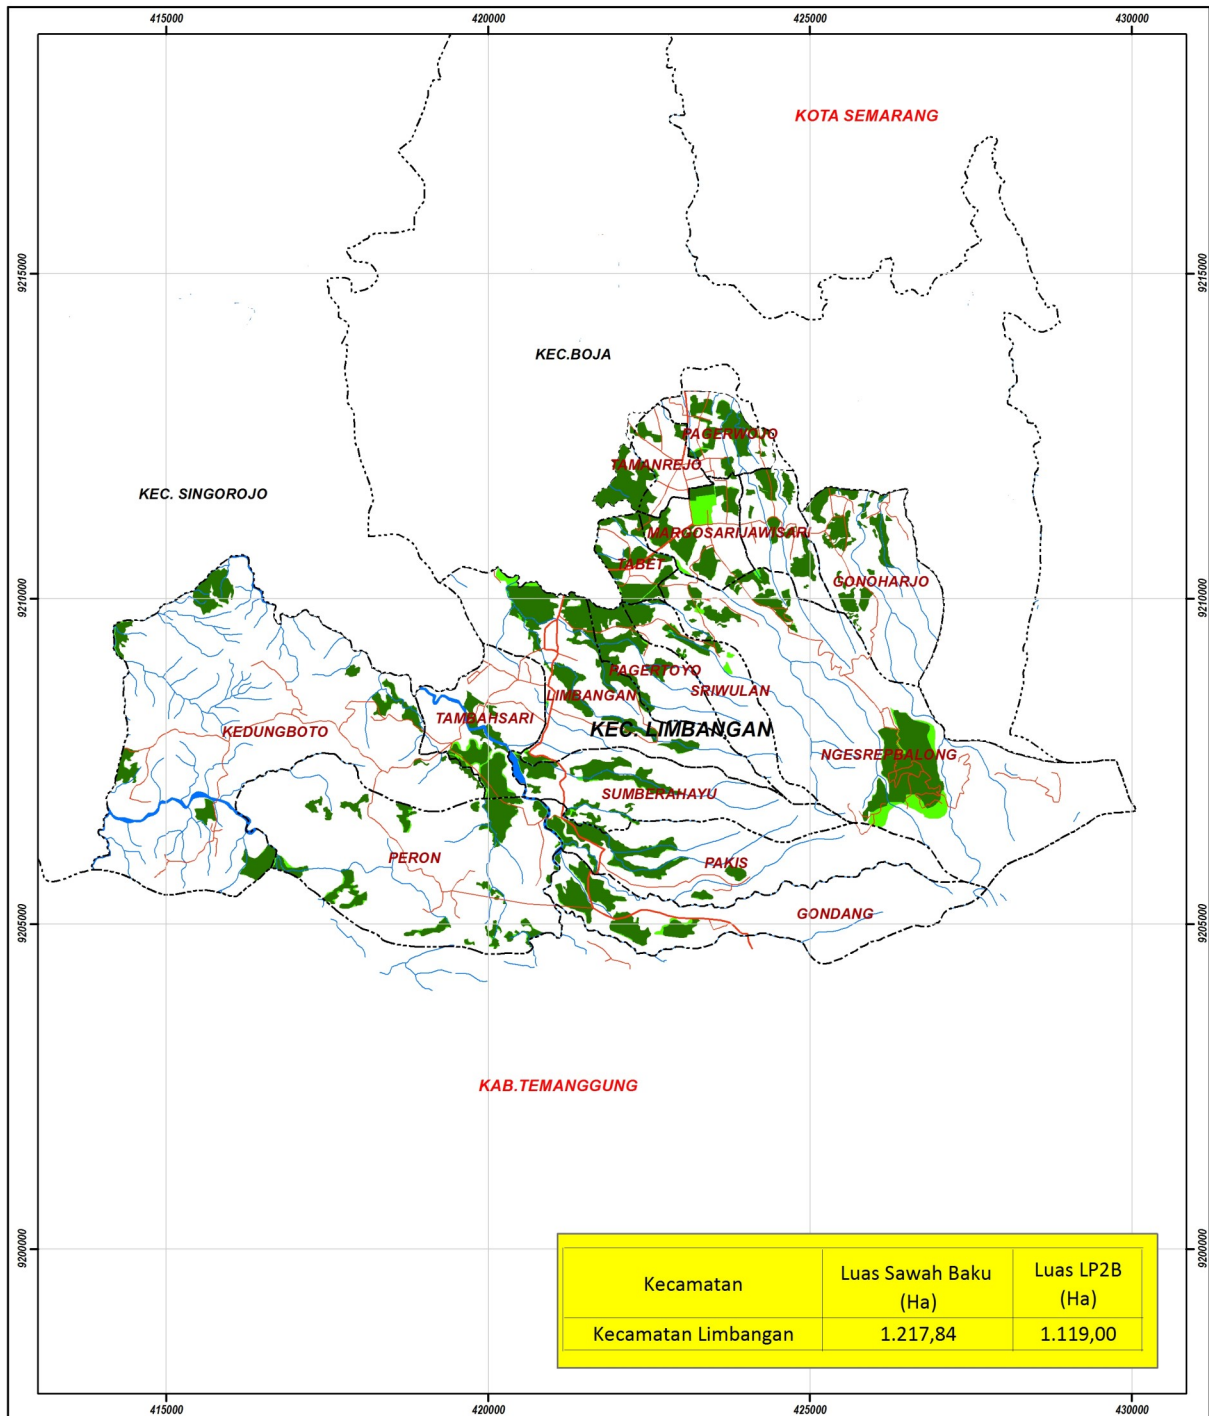 415000 420000 425000 430000
KOTA SEMARANG
9215000 9215000
KEC.BOJA
PAGERWOJO
TAMANREJO
KEC. SINGOROJO
MARGOSARI JAWISARI
TABET
GONOHARJO
9210000 9210000
PAGERTOYO
LIMBANGAN SRIWULAN
TAMBAHSARI
KEDUNGBOTO KEC. LIMBANGAN
NGESREPBALONG
SUMBERAHAYU
PERON PAKIS
GONDANG
9205000 9205000
KAB.TEMANGGUNG
9200000 9200000
Kecamatan Luas Sawah Baku (Ha) Luas LP2B (Ha)
Kecamatan Limbangan 1.217,84 1.119,00
415000 420000 425000 430000